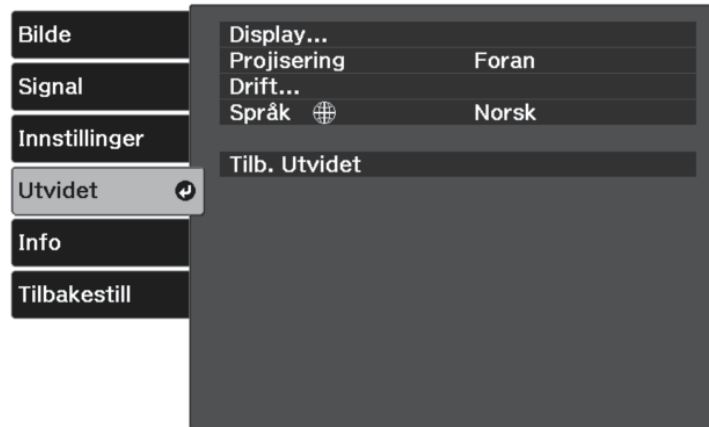 Bilde
Signal
Innstillinger
Utvidet
Info
Tilbakestill
Display...
Projisering Foran
Drift...
Språk Norsk
Tilb. Utvidet